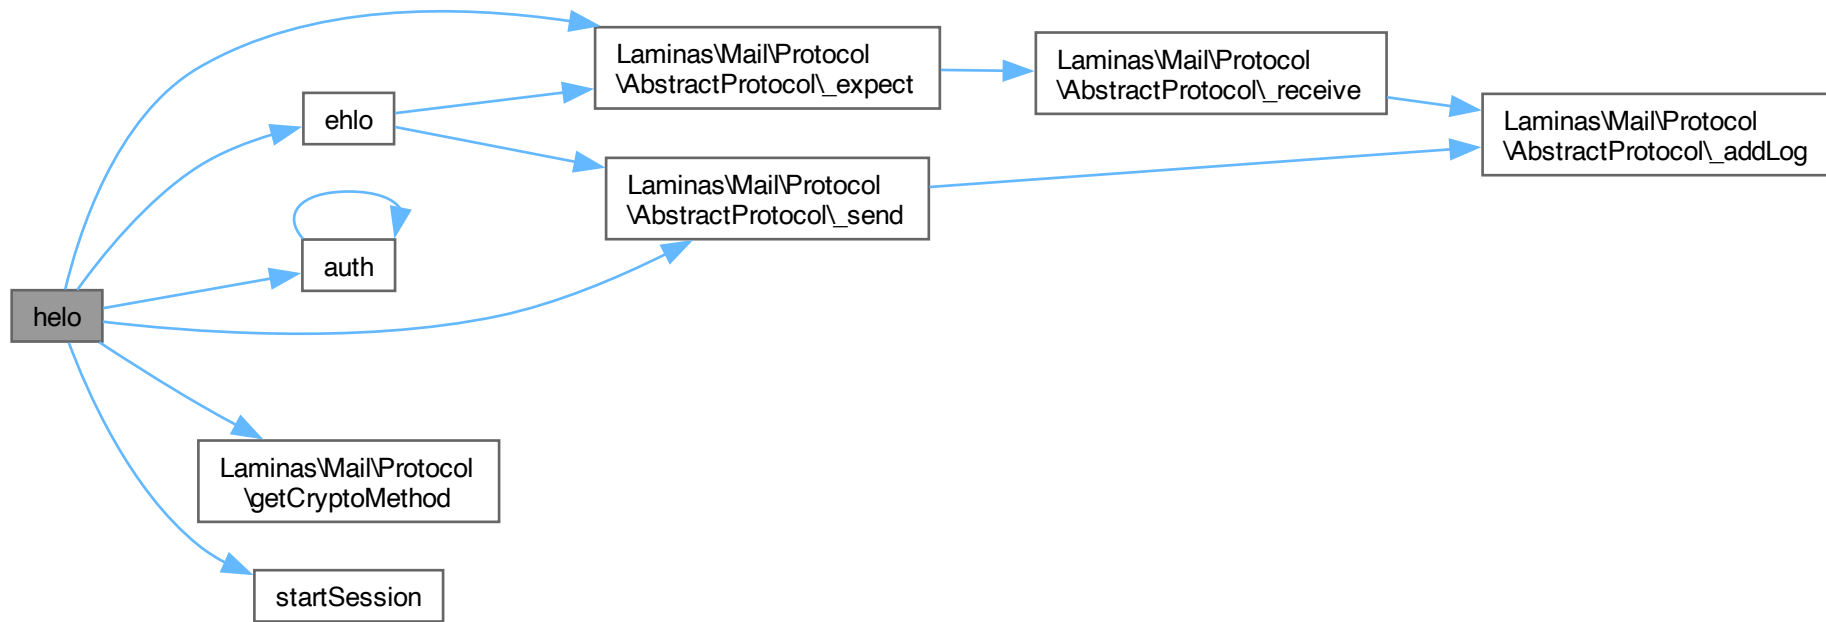 helo
ehlo
auth
Laminas\Mail\Protocol
\getCryptoMethod
startSession
Laminas\Mail\Protocol
\AbstractProtocol\_expect
Laminas\Mail\Protocol
\AbstractProtocol\_send
Laminas\Mail\Protocol
\AbstractProtocol\_receive
Laminas\Mail\Protocol
\AbstractProtocol\_addLog